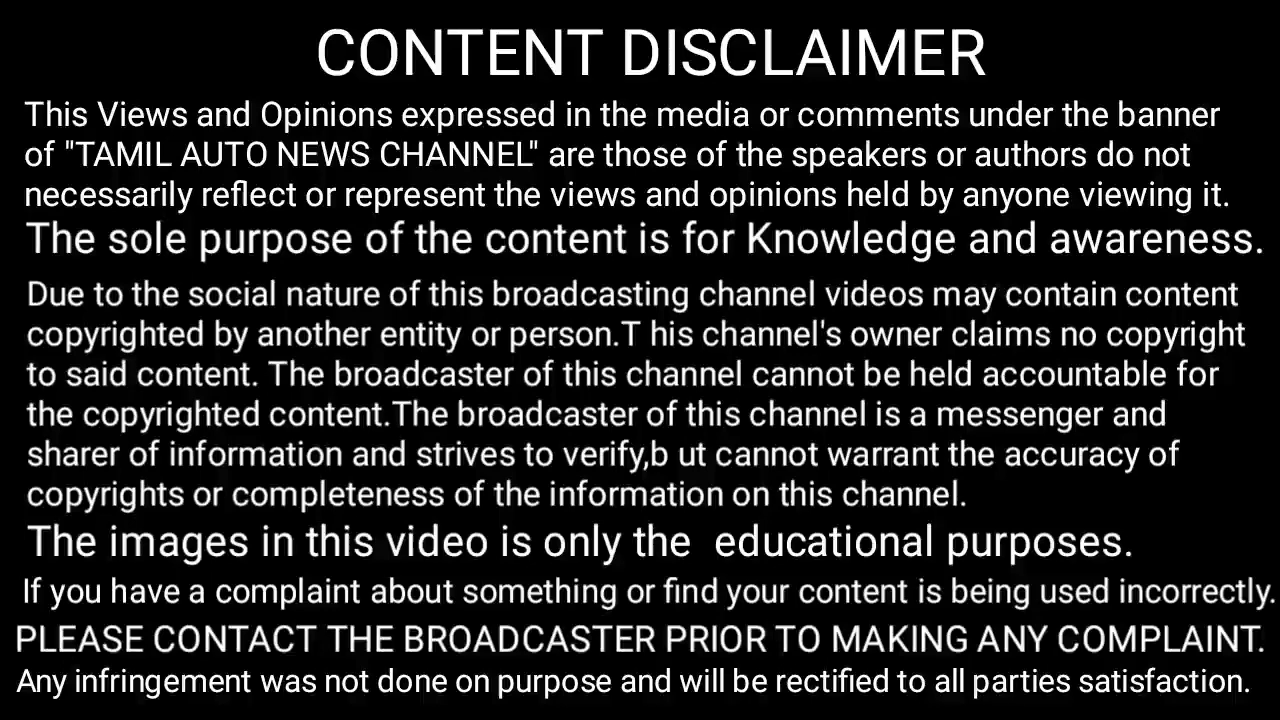 CONTENT DISCLAIMER
This Views and Opinions expressed in the media or comments under the banner
of "TAMIL AUTO NEWS CHANNEL" are those of the speakers or authors do not
necessarily reflect or represent the views and opinions held by anyone viewing it.
The sole purpose of the content is for Knowledge and awareness.
Due to the social nature of this broadcasting channel videos may contain content
copyrighted by another entity or person.T his channel's owner claims no copyright
to said content. The broadcaster of this channel cannot be held accountable for
the copyrighted content.The broadcaster of this channel is a messenger and
sharer of information and strives to verify,b ut cannot warrant the accuracy of
copyrights or completeness of the information on this channel.
The images in this video is only the  educational purposes.
If you have a complaint about something or find your content is being used incorrectly.
PLEASE CONTACT THE BROADCASTER PRIOR TO MAKING ANY COMPLAINT.
Any infringement was not done on purpose and will be rectified to all parties satisfaction.